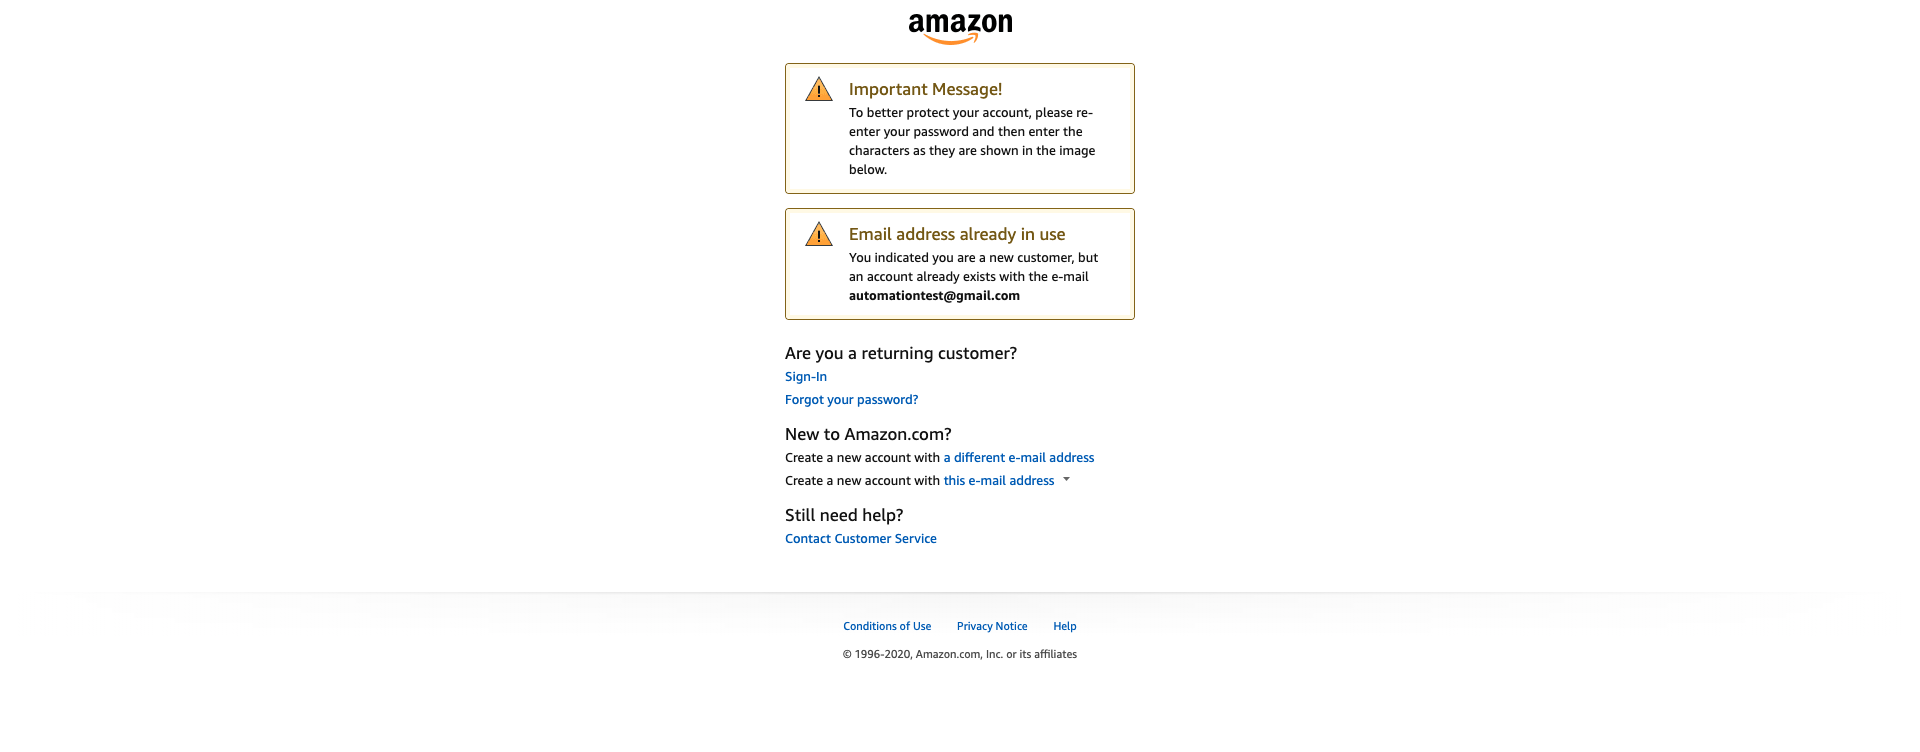 amazon
Important Message!
To better protect your account, please re-
enter your password and then enter the
characters as they are shown in the image
below.
Email address already in use
You indicated you are a new customer, but
an account already exists with the e-mail
automationtest@gmail.com
Are you a returning customer?
Sign-In
Forgot your password?
New to Amazon.com?
Create a new account with a different e-mail address
Create a new account with this e-mail address
Still need help?
Contact Customer Service
Conditions of Use Privacy Notice Help
© 1996-2020, Amazon.com, Inc. or its affiliates